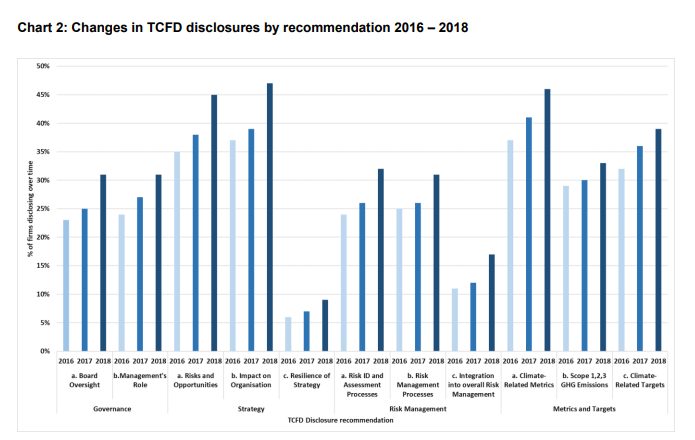 Chart 2: Changes in TCFD disclosures by recommendation 2016 – 2018
50%
45%
40%
35%
30%
25%
20%
15%
10%
5%
0%
% of firms disclosing over time
2016 2017 2018 2016 2017 2018 2016 2017 2018 2016 2017 2018 2016 2017 2018 2016 2017 2018 2016 2017 2018 2016 2017 2018 2016 2017 2018 2016 2017 2018 2016 2017 2018
a. Board b.Management's a. Risks and b. Impact on c. Resilience of a. Risk ID and b. Risk c. Integration a. Climate- b. Scope 1,2,3 c. Climate-
Oversight Role Opportunities Organisation Strategy Assessment Management into overall Risk Related Metrics GHG Emissions Related Targets
Processes Processes Management
Governance Strategy Risk Management Metrics and Targets
TCFD Disclosure recommendation